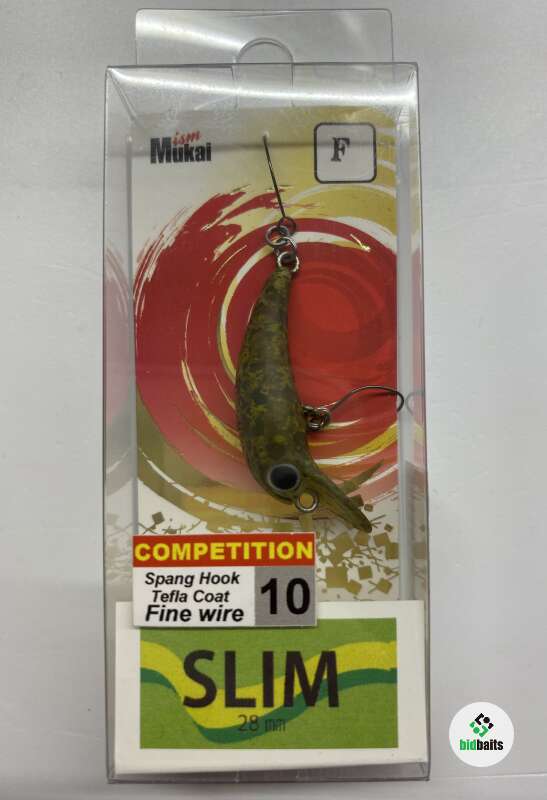 ism
Mukai
F
COMPETITION
Spang Hook
Tefla Coat
Fine wire
10
SLIM
28 mm
bidbaits